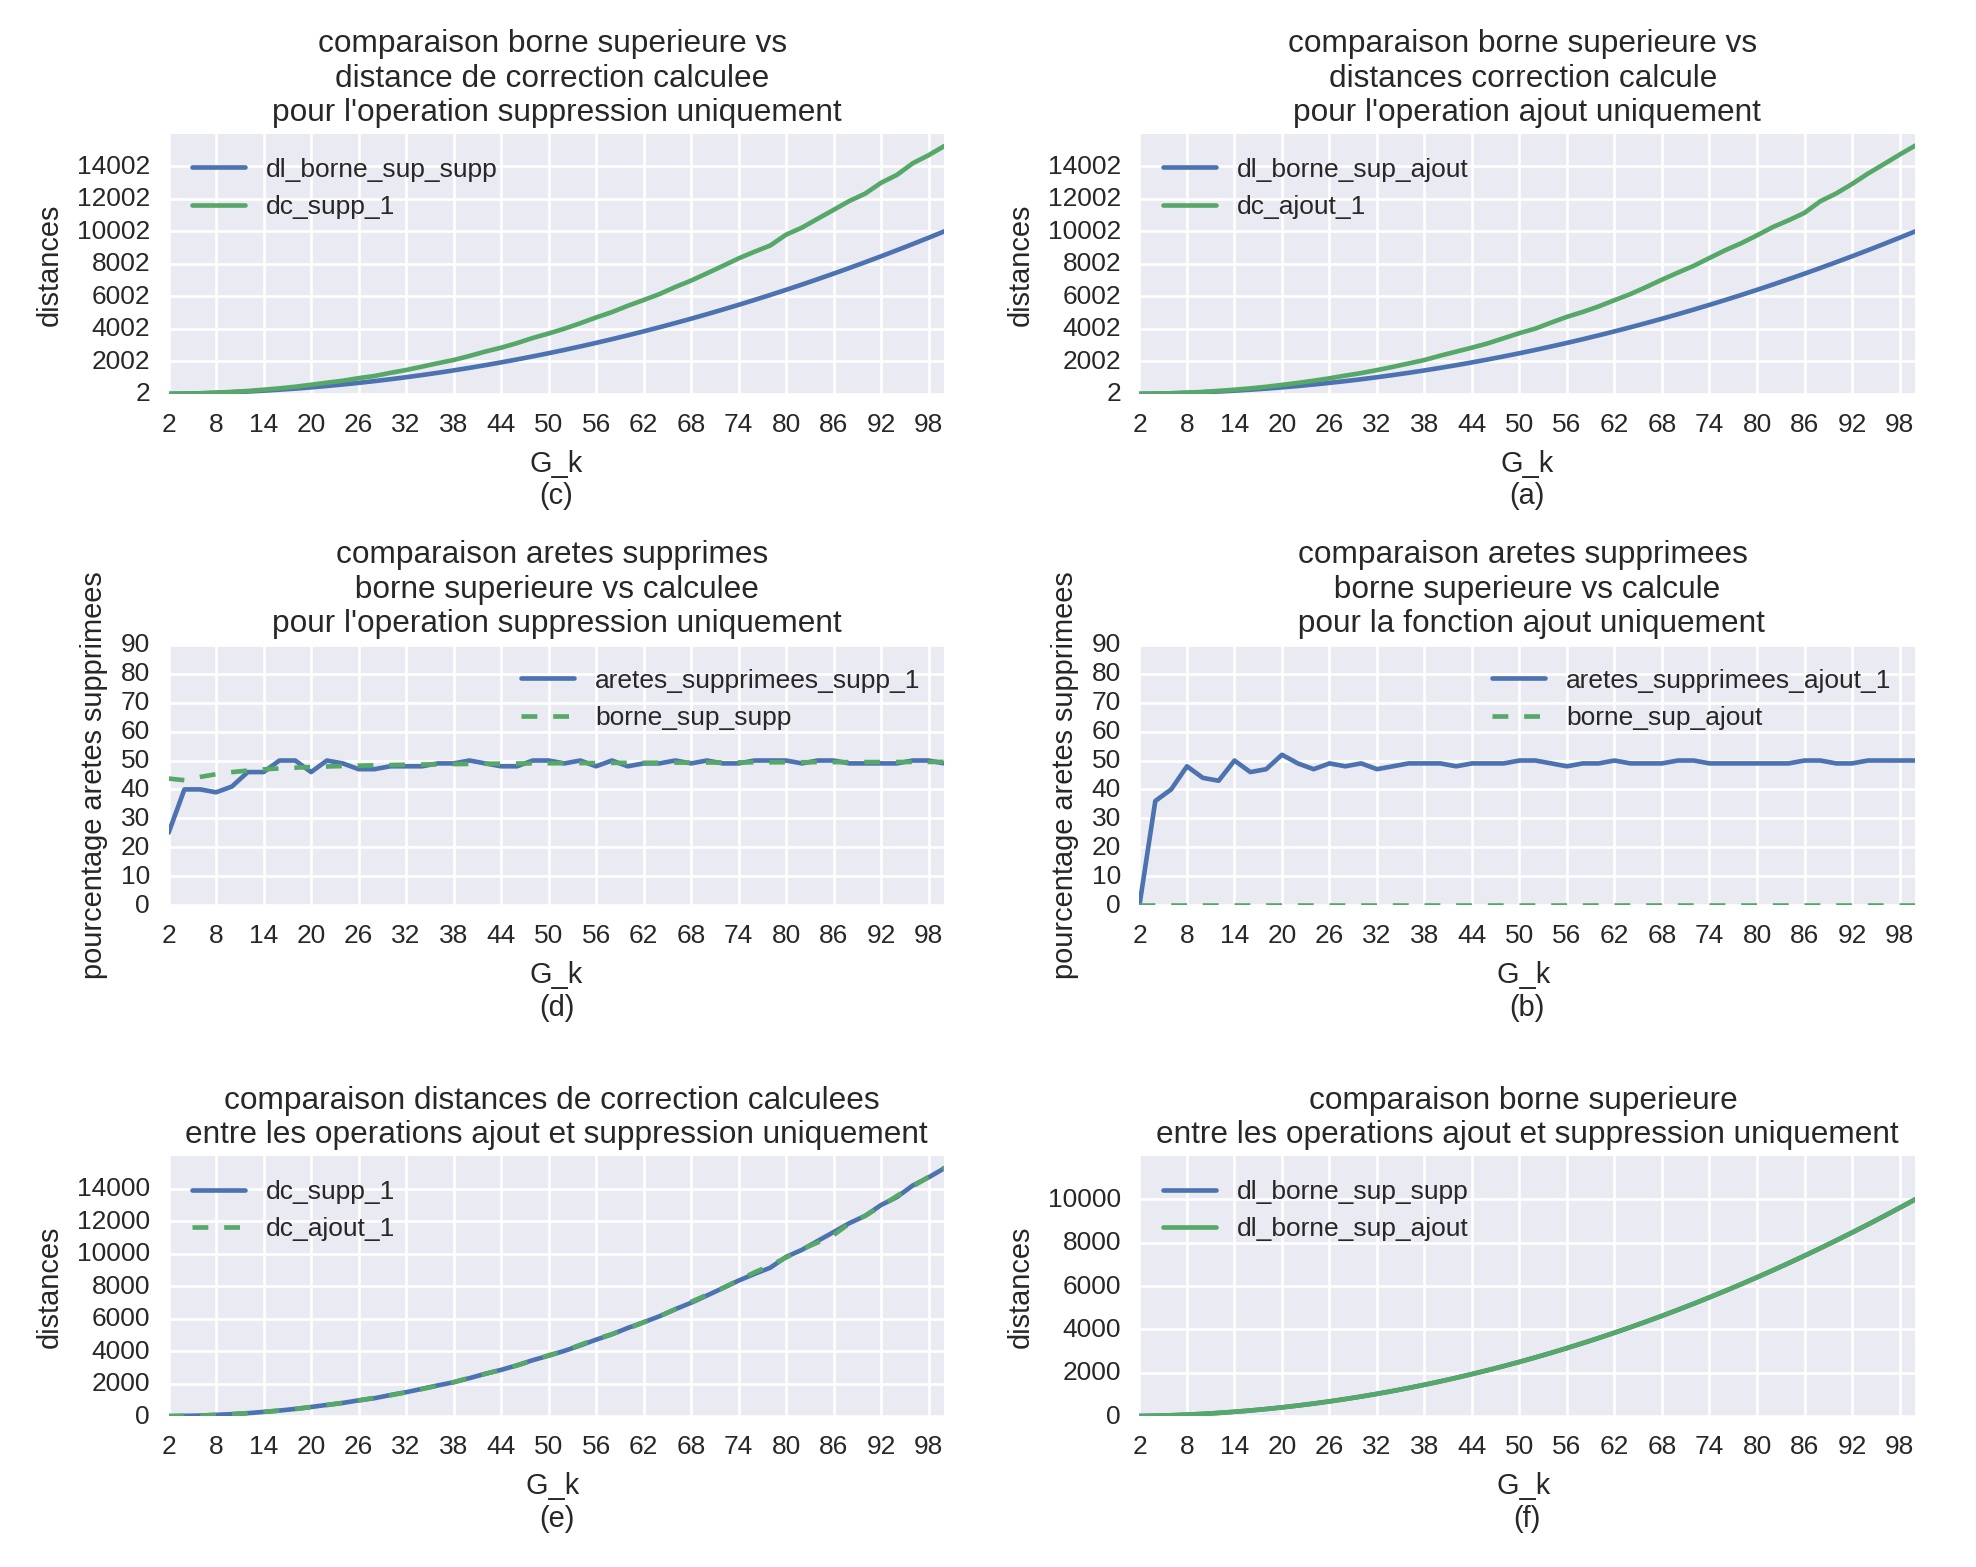 comparaison borne superieure vs
distance de correction calculee
pour l'operation suppression uniquement
distances
14002
12002
10002
8002
6002
4002
2002
2
dl_borne_sup_supp
dc_supp_1
2 8 14 20 26 32 38 44 50 56 62 68 74 80 86 92 98
G_k
(c)
comparaison borne superieure vs
distances correction calcule
pour l'operation ajout uniquement
distances
14002
12002
10002
8002
6002
4002
2002
2
dl_borne_sup_ajout
dc_ajout_1
2 8 14 20 26 32 38 44 50 56 62 68 74 80 86 92 98
G_k
(a)
comparaison aretes supprimes
borne superieure vs calculee
pour l'operation suppression uniquement
pourcentage aretes supprimees
90
80
70
60
50
40
30
20
10
0
aretes_supprimees_supp_1
borne_sup_supp
2 8 14 20 26 32 38 44 50 56 62 68 74 80 86 92 98
G_k
(d)
comparaison aretes supprimees
borne superieure vs calcule
pour la fonction ajout uniquement
pourcentage aretes supprimees
90
80
70
60
50
40
30
20
10
0
aretes_supprimees_ajout_1
borne_sup_ajout
2 8 14 20 26 32 38 44 50 56 62 68 74 80 86 92 98
G_k
(b)
comparaison distances de correction calculees
entre les operations ajout et suppression uniquement
distances
14000
12000
10000
8000
6000
4000
2000
0
dc_supp_1
dc_ajout_1
2 8 14 20 26 32 38 44 50 56 62 68 74 80 86 92 98
G_k
(e)
comparaison borne superieure
entre les operations ajout et suppression uniquement
distances
10000
8000
6000
4000
2000
0
dl_borne_sup_supp
dl_borne_sup_ajout
2 8 14 20 26 32 38 44 50 56 62 68 74 80 86 92 98
G_k
(f)